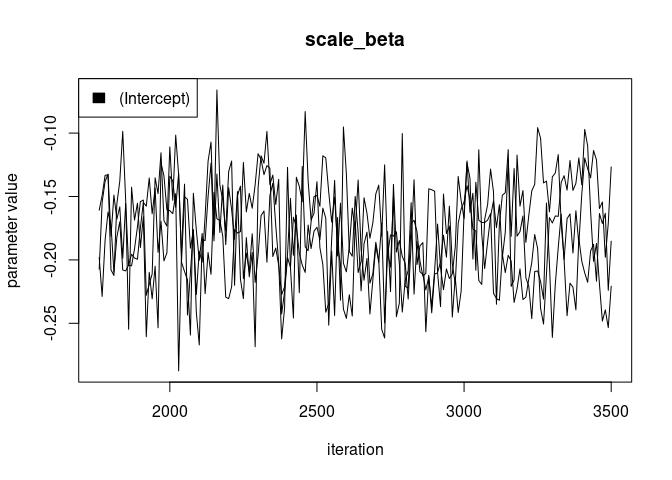 scale_beta
(Intercept)
parameter value
-0.10
-0.15
-0.20
-0.25
2000
2500
3000
3500
iteration